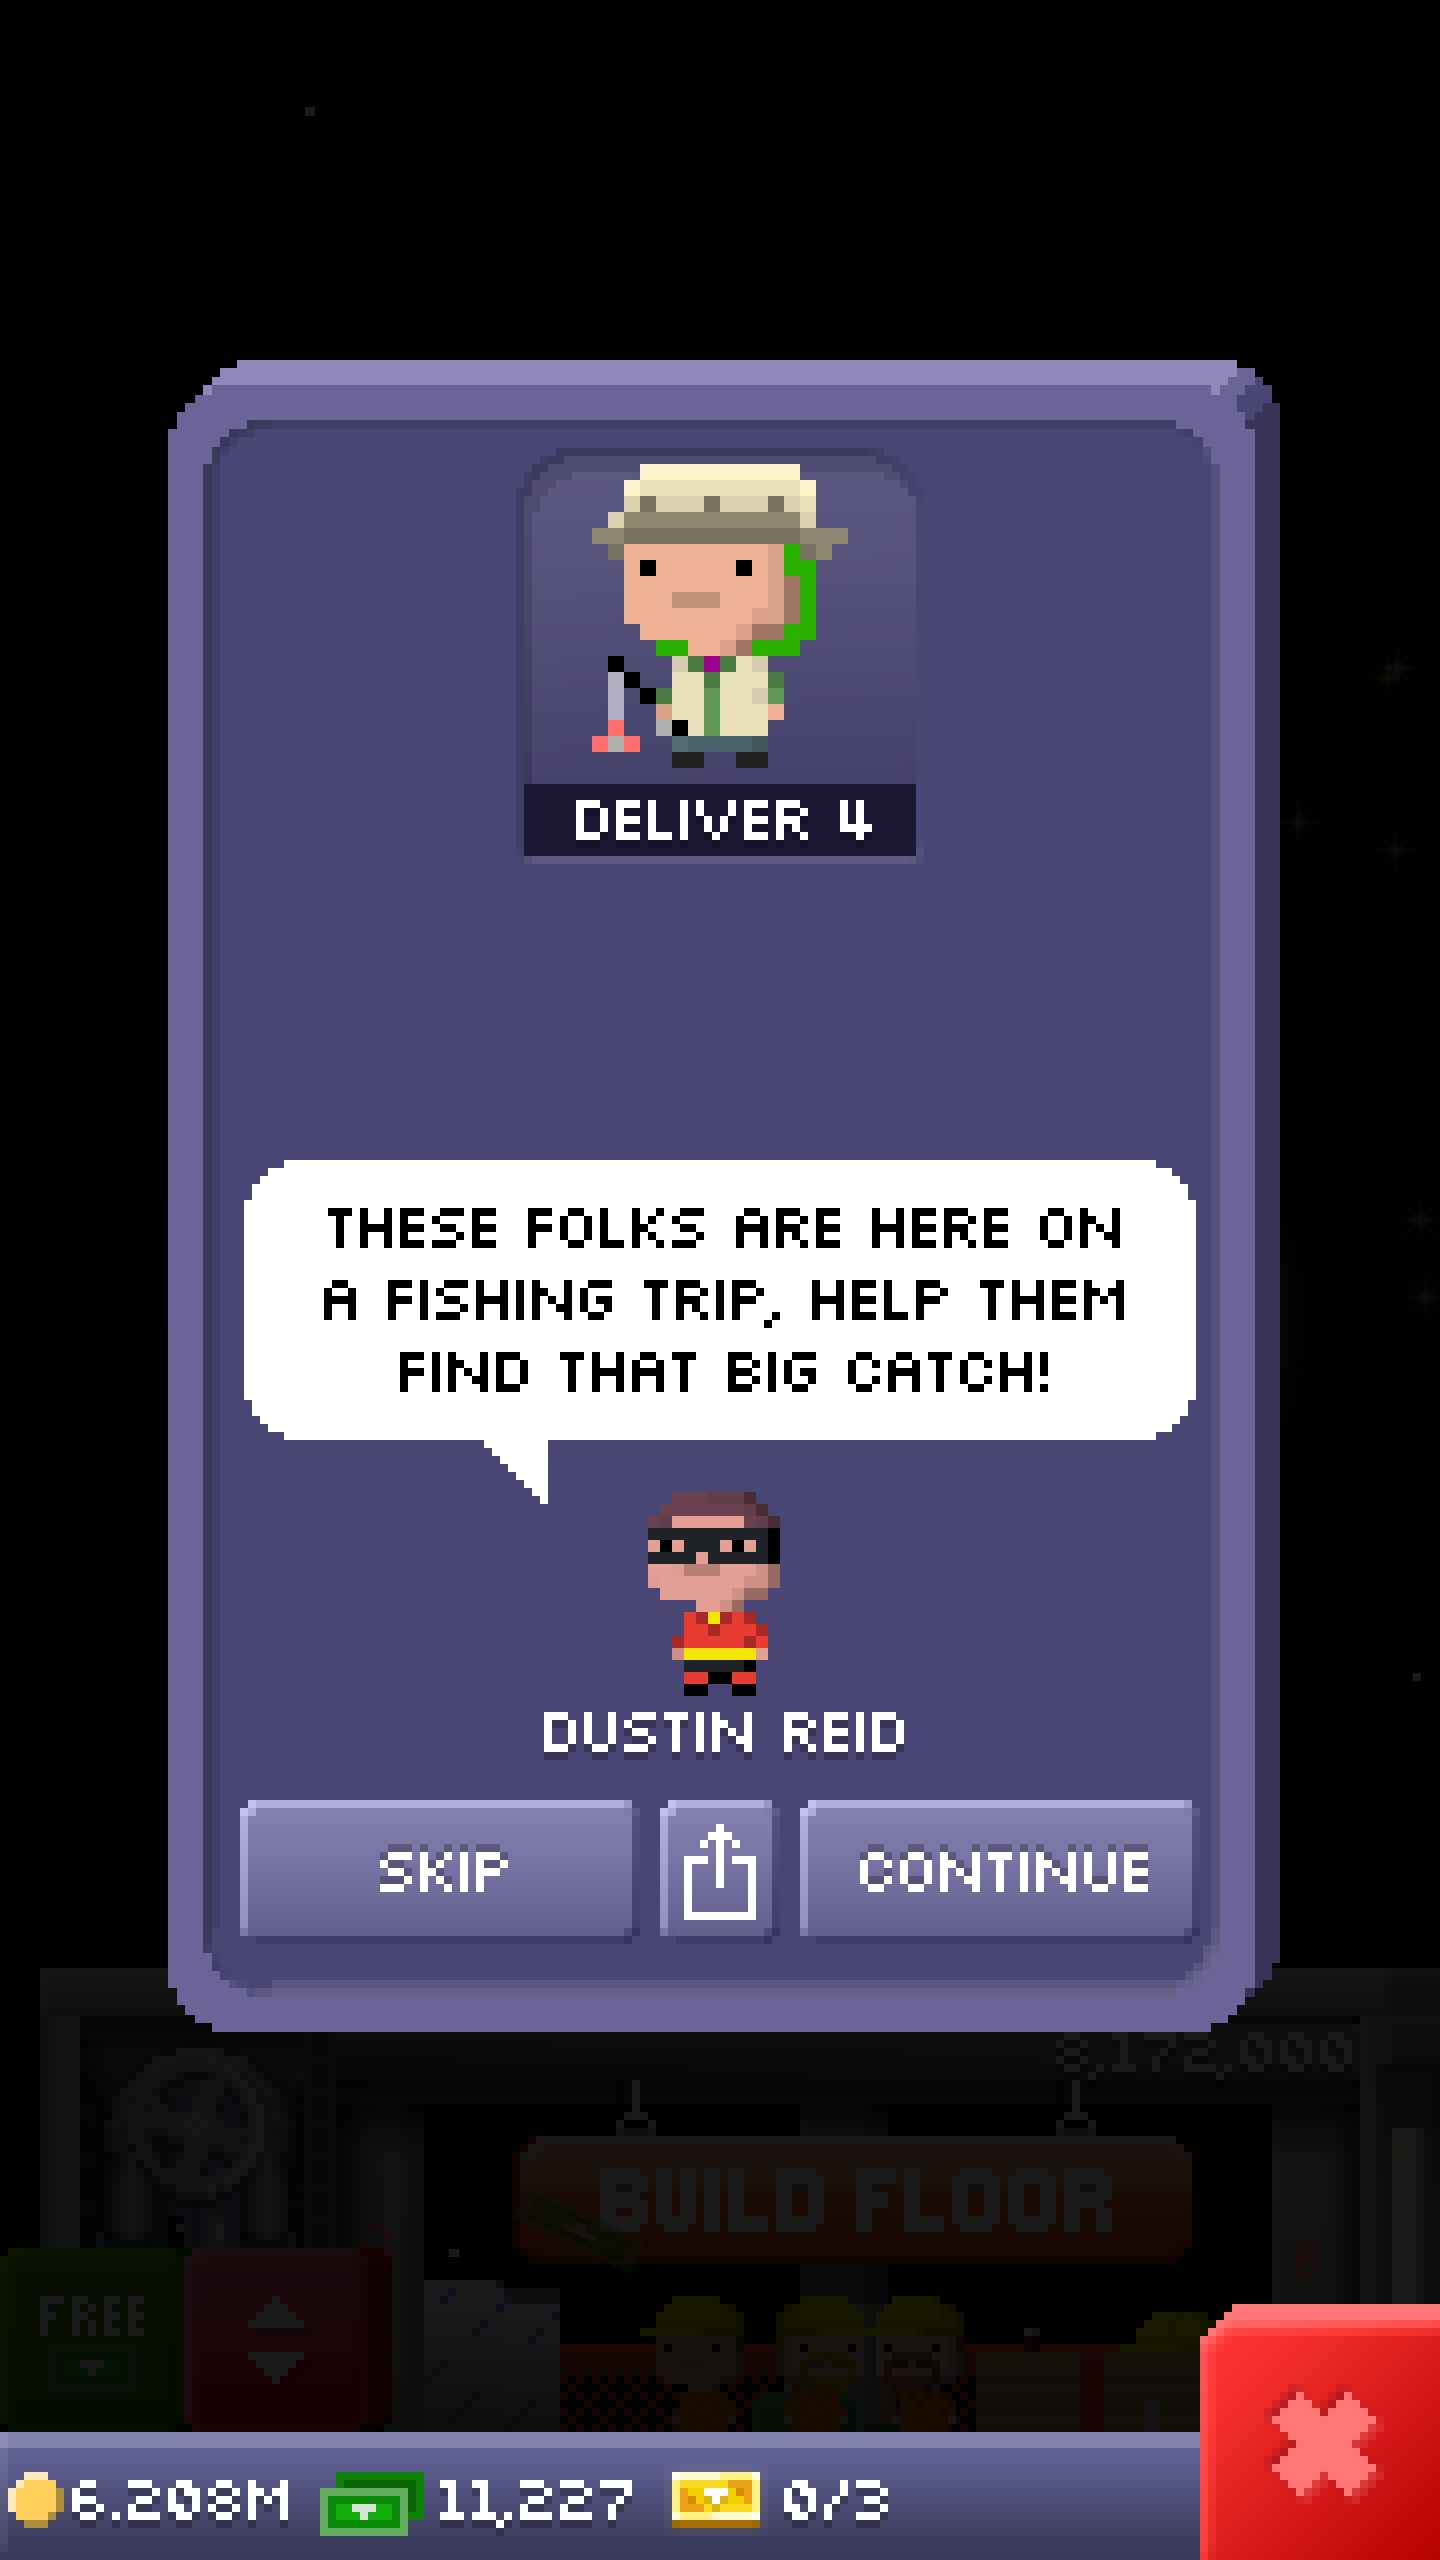 DELIVER 4
THESE FOLKS ARE HERE ON
A FISHING TRIP, HELP THEM
FIND THAT BIG CATCH!
DUSTIN REID
SKIP
CONTINUE
8,172,000
BUILD FLOOR
FREE
6.208M
11,227
0/3